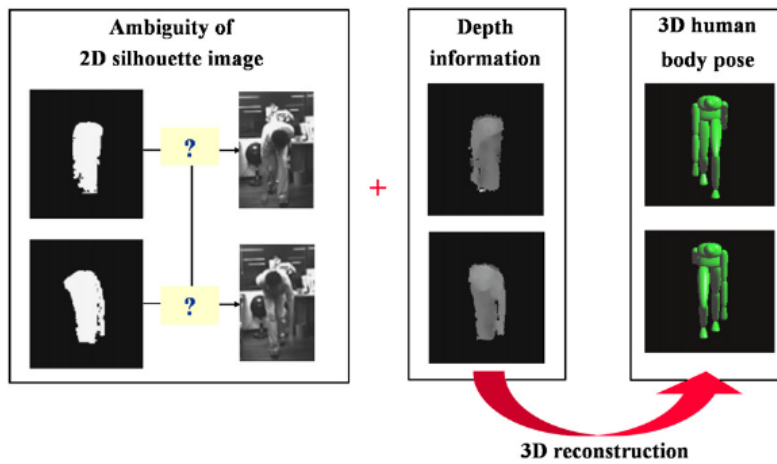 Ambiguity of
2D silhouette image
?
?
+
Depth
information
3D human
body pose
3D reconstruction